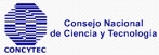 Consejo Nacional
de Ciencia y Tecnología
CONCYTEC